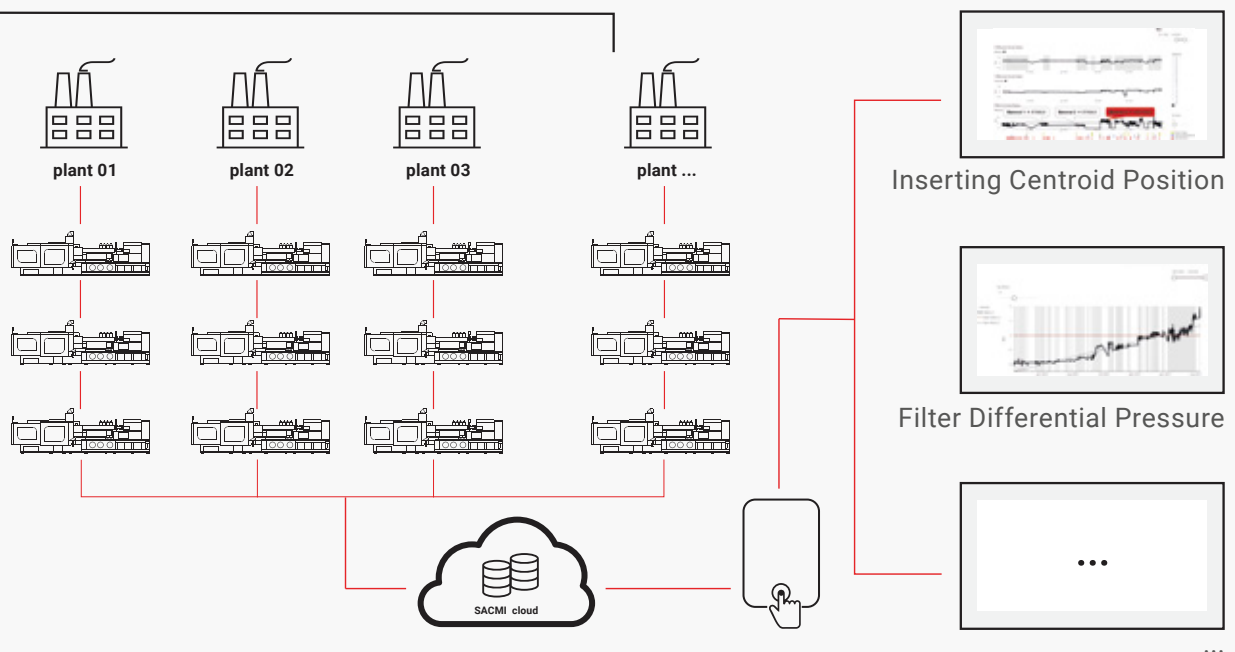 plant 01
plant 02
plant 03
plant ...
Inserting Centroid Position
Filter Differential Pressure
SACMI cloud
...
...